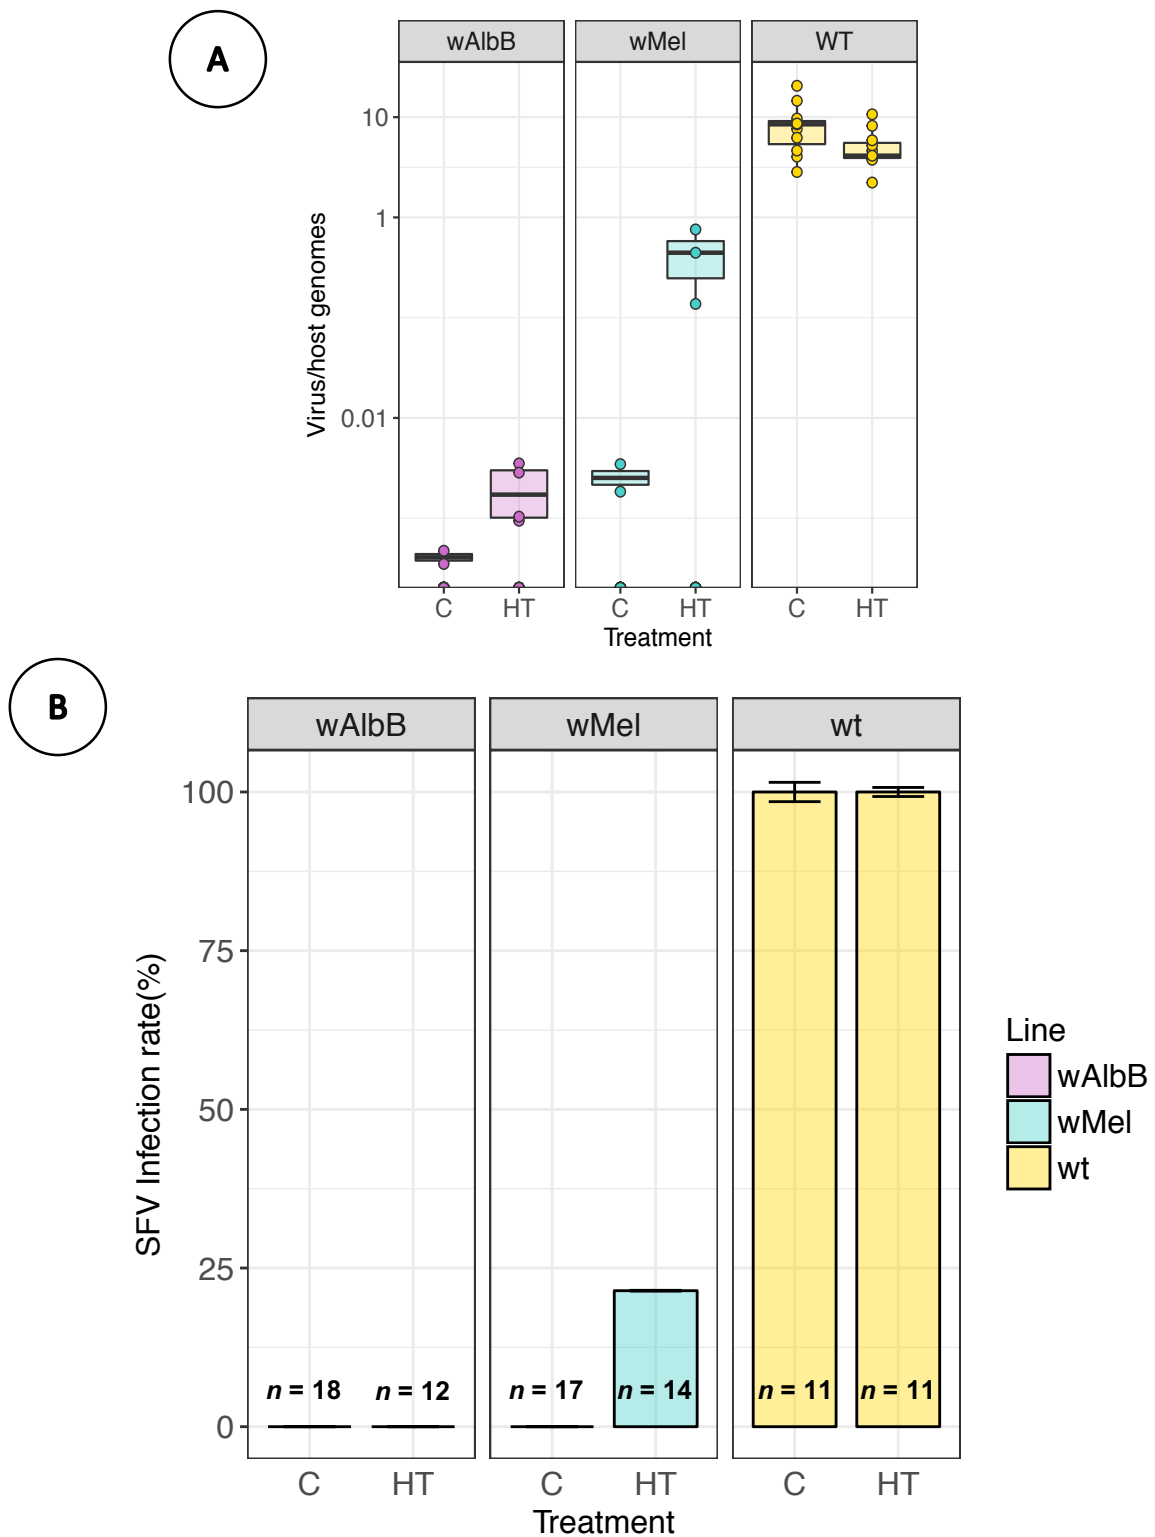 A
wAlbB wMel WT
10
1
0.01
Virus/host genomes
C HT C HT C HT
Treatment
B
wAlbB wMel wt
100
75
50
25
0
SFV Infection rate(%)
n = 18 n = 12 n = 17 n = 14 n = 11 n = 11
C HT C HT C HT
Treatment
Line
wAlbB
wMel
wt